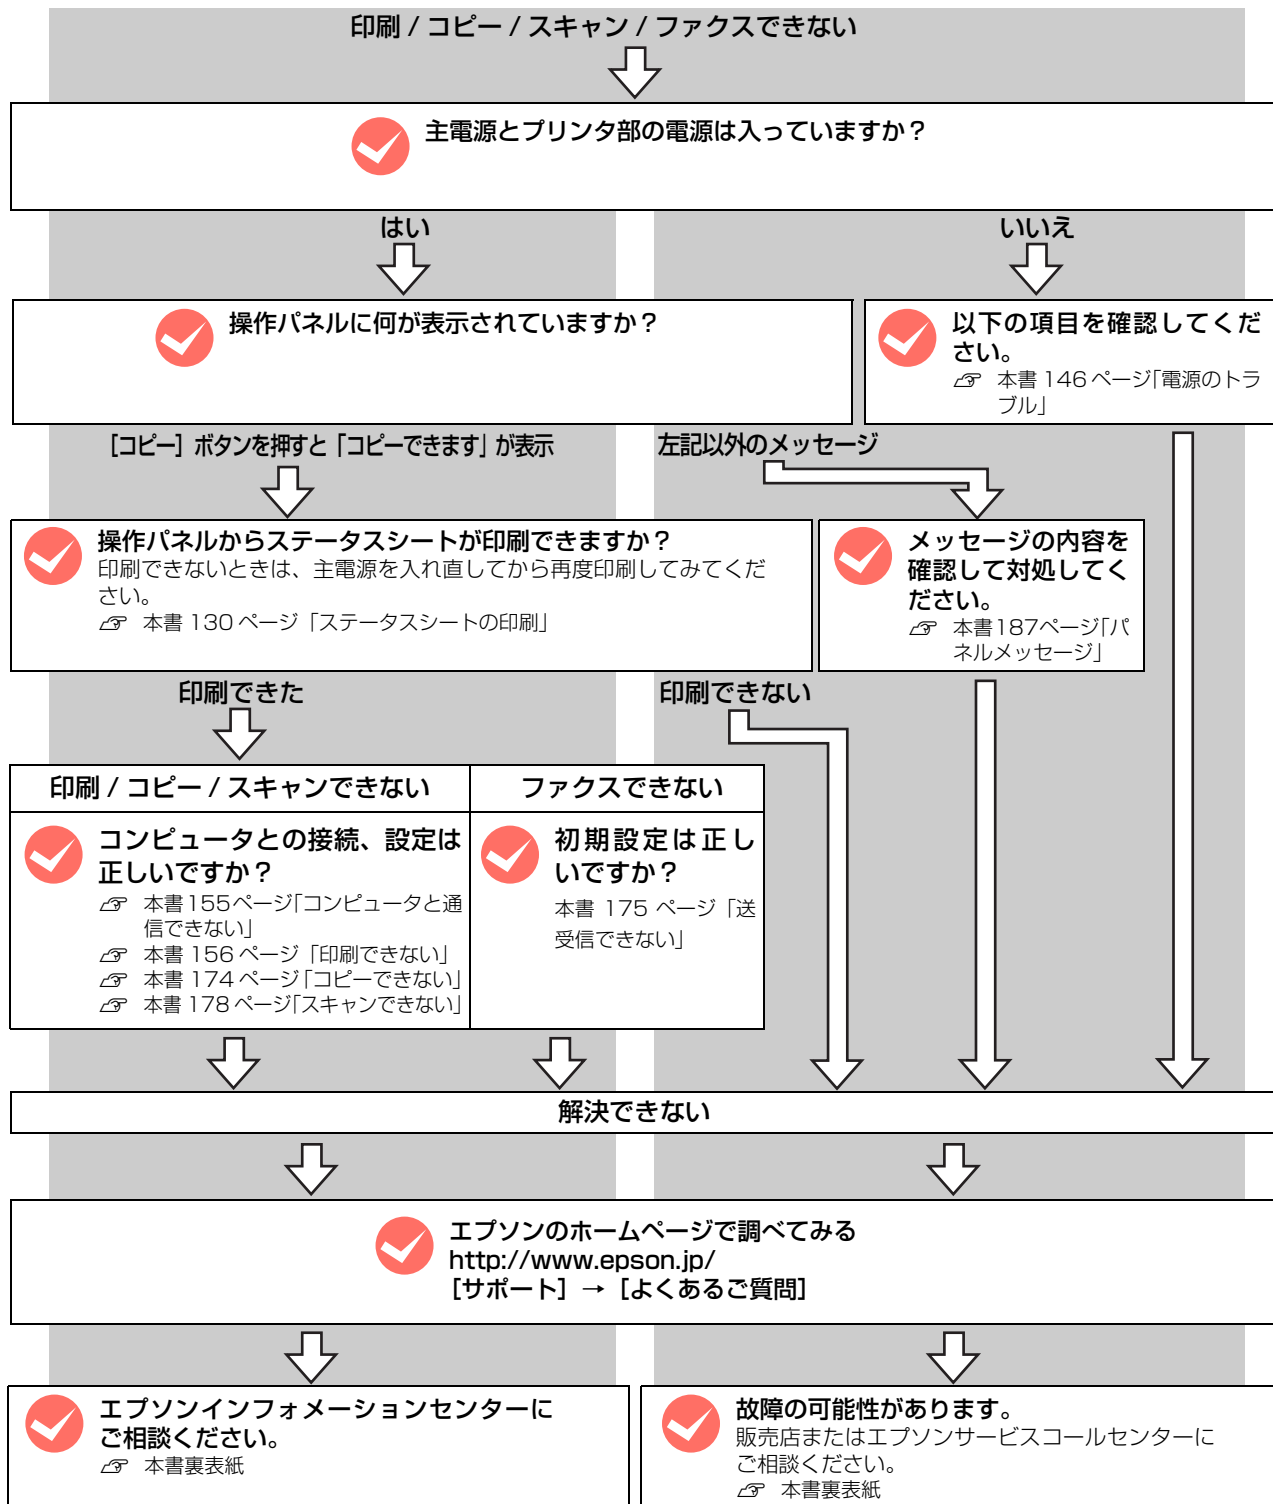 印刷 / コピー / スキャン / ファクスできない
主電源とプリンタ部の電源は入っていますか？
はい
いいえ
操作パネルに何が表示されていますか？
以下の項目を確認してくだ
さい。
本書 146 ページ「電源のトラ
ブル」
［コピー］ボタンを押すと「コピーできます」が表示
左記以外のメッセージ
操作パネルからステータスシートが印刷できますか？
印刷できないときは、主電源を入れ直してから再度印刷してみてくだ
さい。
本書 130 ページ「ステータスシートの印刷」
メッセージの内容を
確認して対処してく
ださい。
本書187ページ「パ
ネルメッセージ」
印刷できた
印刷できない
印刷 / コピー / スキャンできない
ファクスできない
コンピュータとの接続、設定は
正しいですか？
本書155ページ「コンピュータと通
信できない」
本書 156 ページ「印刷できない」
本書 174 ページ「コピーできない」
本書 178 ページ「スキャンできない」
初期設定は正し
いですか？
本書 175 ページ「送
受信できない」
解決できない
エプソンのホームページで調べてみる
http://www.epson.jp/
［サポート］→［よくあるご質問］
エプソンインフォメーションセンターに
ご相談ください。
本書裏表紙
故障の可能性があります。
販売店またはエプソンサービスコールセンターに
ご相談ください。
本書裏表紙